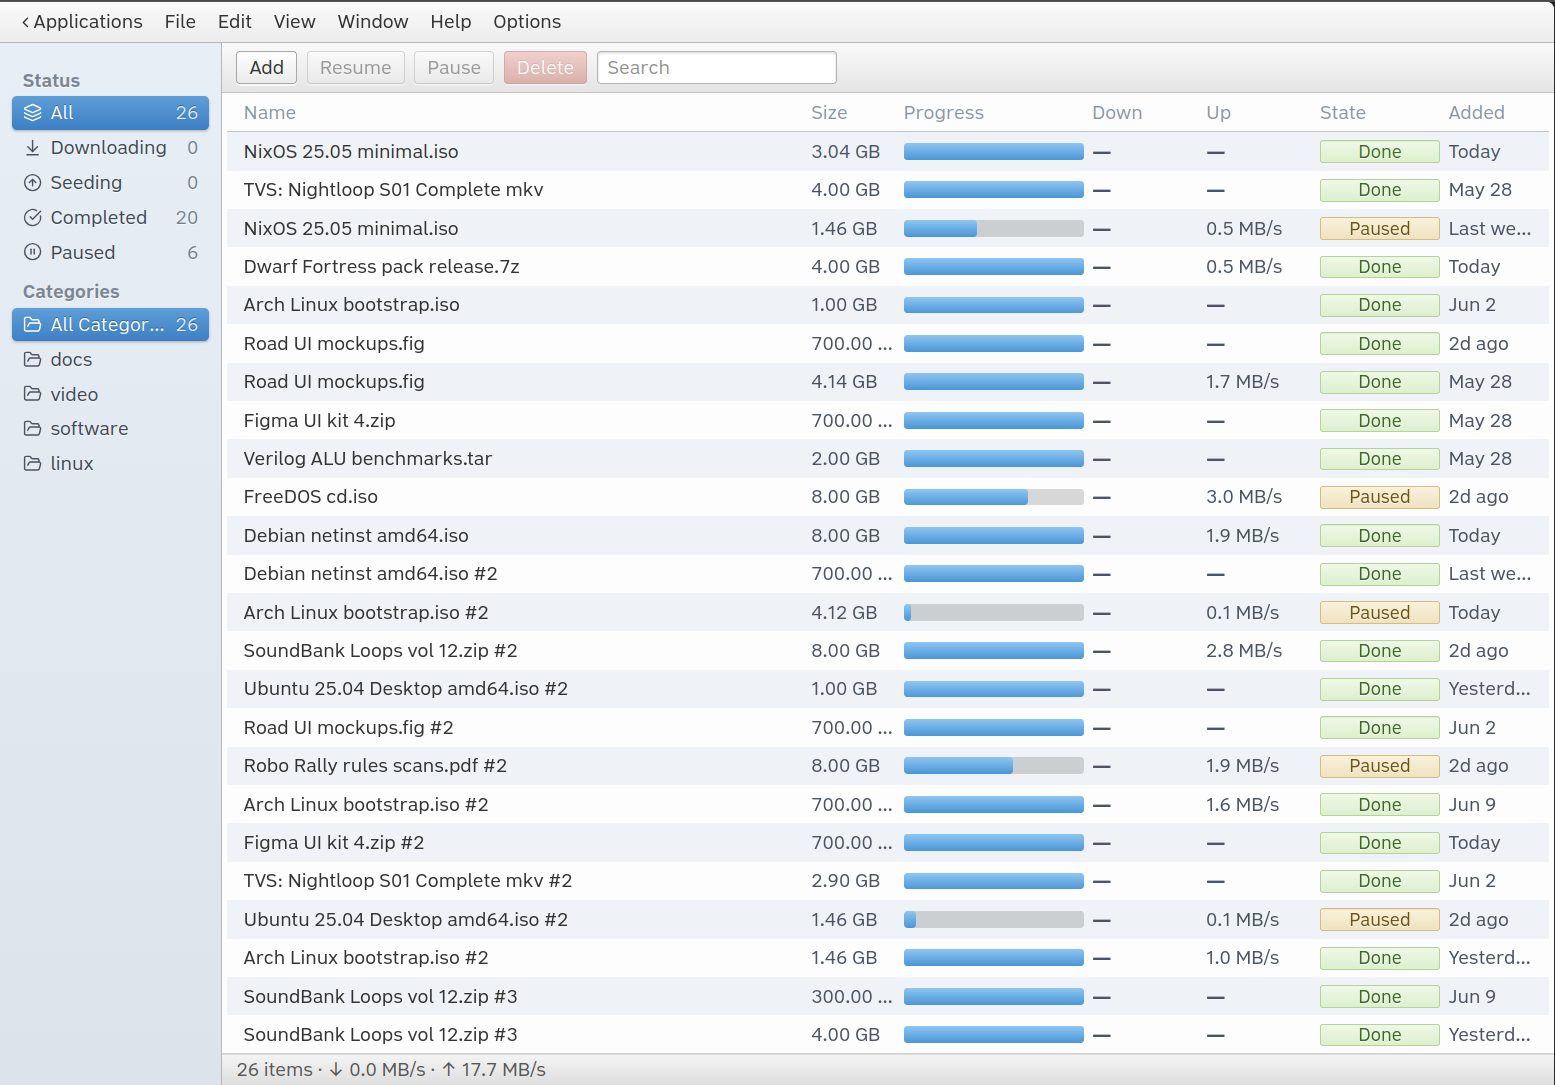 ‹ Applications File Edit View Window Help Options
Add Resume Pause Delete Search
Status
All 26
Downloading 0
Seeding 0
Completed 20
Paused 6
Categories
All Categor... 26
docs
video
software
linux
Name Size Progress Down Up State Added
NixOS 25.05 minimal.iso 3.04 GB — — Done Today
TVS: Nightloop S01 Complete mkv 4.00 GB — — Done May 28
NixOS 25.05 minimal.iso 1.46 GB — 0.5 MB/s Paused Last we...
Dwarf Fortress pack release.7z 4.00 GB — 0.5 MB/s Done Today
Arch Linux bootstrap.iso 1.00 GB — — Done Jun 2
Road UI mockups.fig 700.00 ... — — Done 2d ago
Road UI mockups.fig 4.14 GB — 1.7 MB/s Done May 28
Figma UI kit 4.zip 700.00 ... — — Done May 28
Verilog ALU benchmarks.tar 2.00 GB — — Done May 28
FreeDOS cd.iso 8.00 GB — 3.0 MB/s Paused 2d ago
Debian netinst amd64.iso 8.00 GB — 1.9 MB/s Done Today
Debian netinst amd64.iso #2 700.00 ... — — Done Last we...
Arch Linux bootstrap.iso #2 4.12 GB — 0.1 MB/s Paused Today
SoundBank Loops vol 12.zip #2 8.00 GB — 2.8 MB/s Done 2d ago
Ubuntu 25.04 Desktop amd64.iso #2 1.00 GB — — Done Yesterd...
Road UI mockups.fig #2 700.00 ... — — Done Jun 2
Robo Rally rules scans.pdf #2 8.00 GB — 1.9 MB/s Paused 2d ago
Arch Linux bootstrap.iso #2 700.00 ... — 1.6 MB/s Done Jun 9
Figma UI kit 4.zip #2 700.00 ... — — Done Today
TVS: Nightloop S01 Complete mkv #2 2.90 GB — — Done Jun 2
Ubuntu 25.04 Desktop amd64.iso #2 1.46 GB — 0.1 MB/s Paused 2d ago
Arch Linux bootstrap.iso #2 1.46 GB — 1.0 MB/s Done Yesterd...
SoundBank Loops vol 12.zip #3 300.00 ... — — Done Jun 9
SoundBank Loops vol 12.zip #3 4.00 GB — — Done Yesterd...
26 items · ↓ 0.0 MB/s · ↑ 17.7 MB/s